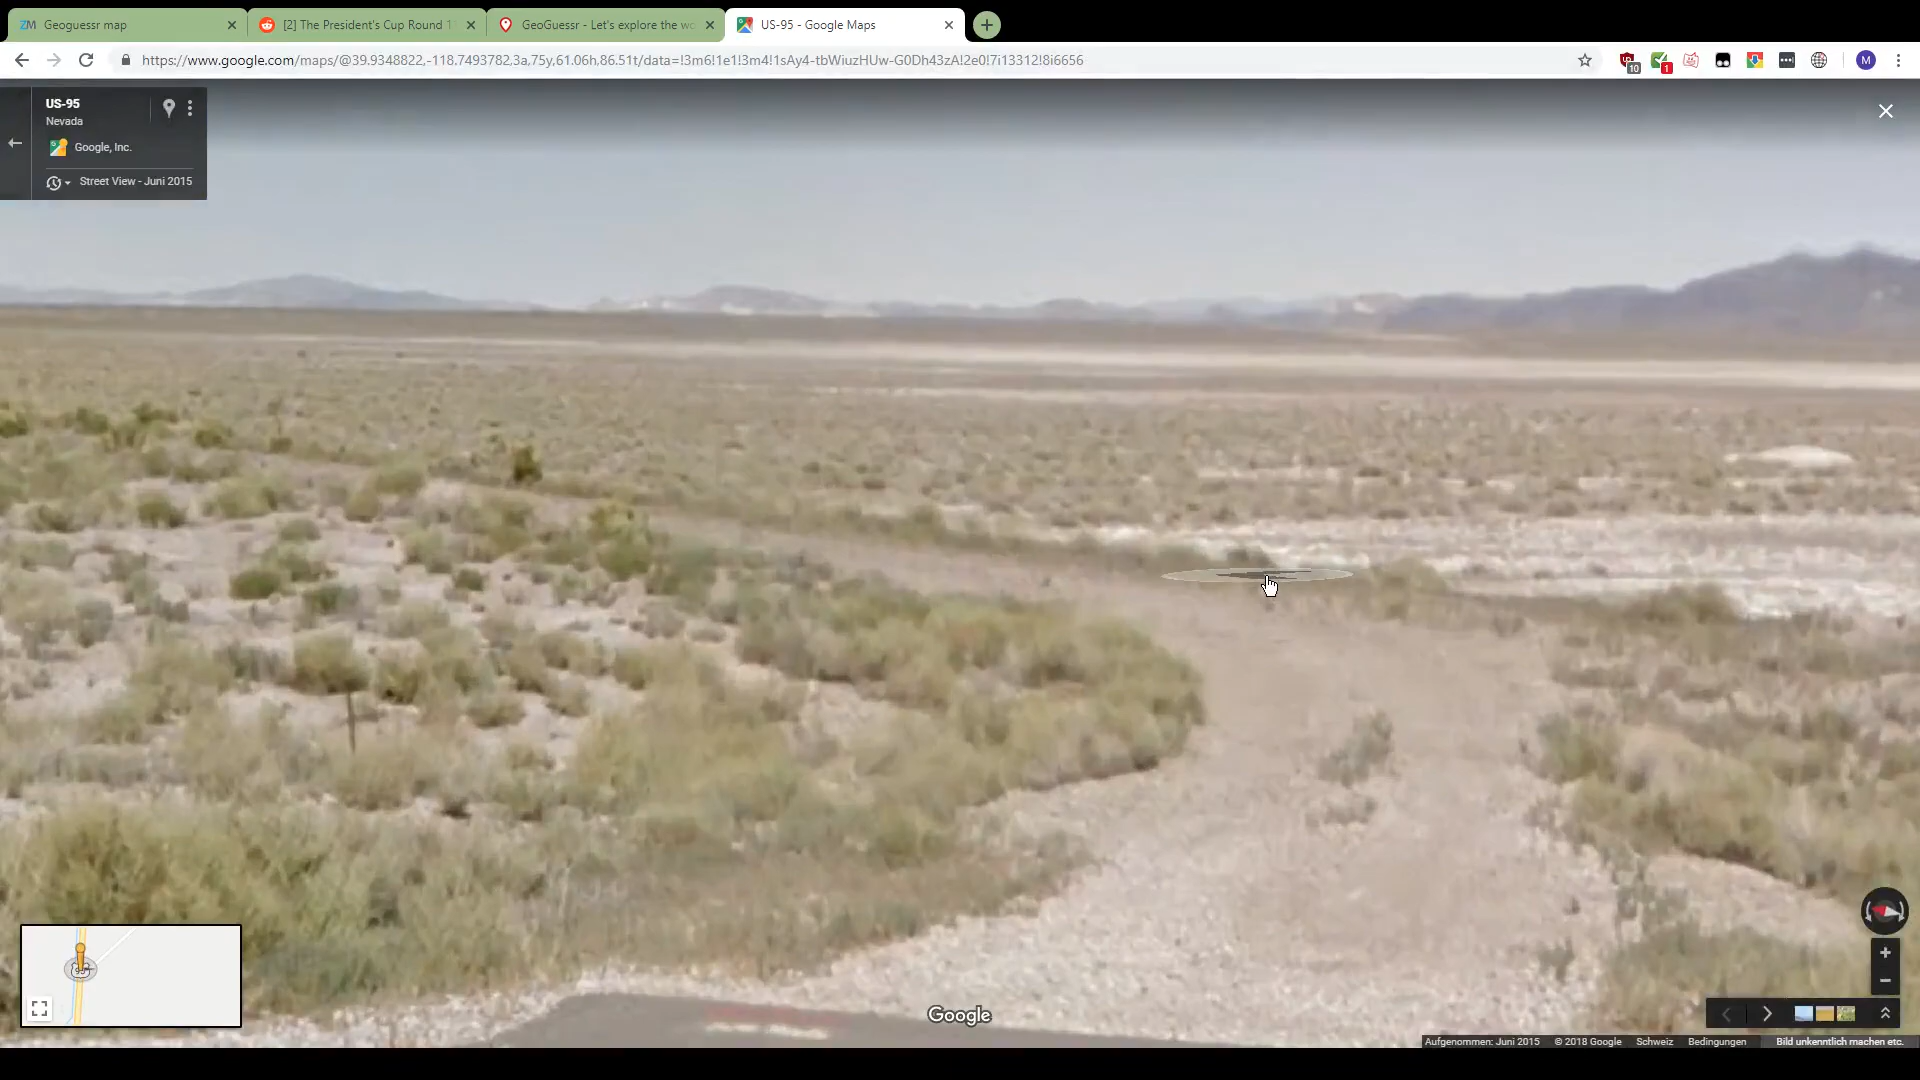 ZM Geoguessr map
[2] The President's Cup Round 1
GeoGuessr - Let's explore the wo
US-95 - Google Maps
https://www.google.com/maps/@39.9348822,-118.7493782,3a,75y,61.06h,86.51t/data=!3m6!1e1!3m4!1sAy4-tbWiuzHUw-G0Dh43zA!2e0!7i13312!8i6656
10
1
M
US-95
Nevada
Google, Inc.
Street View - Juni 2015
Google
Aufgenommen: Juni 2015 © 2018 Google Schweiz Bedingungen Bild unkenntlich machen etc.